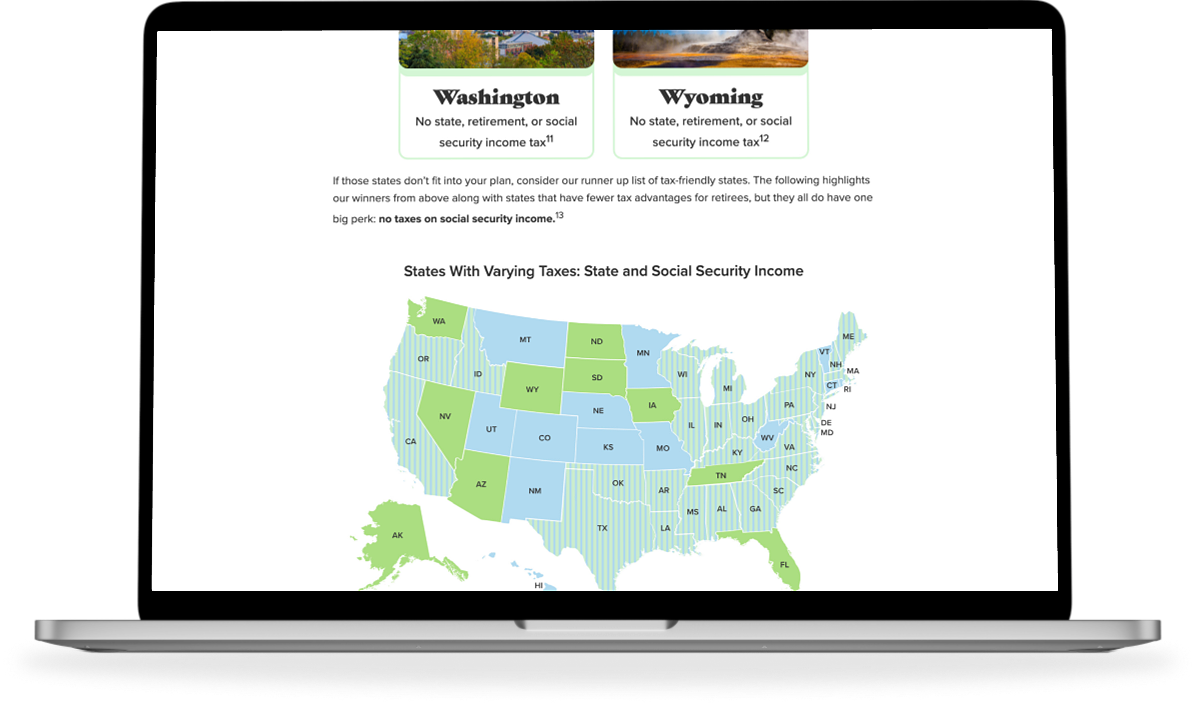 Washington
No state, retirement, or social
security income tax11
Wyoming
No state, retirement, or social
security income tax12
If those states don’t fit into your plan, consider our runner up list of tax-friendly states. The following highlights
our winners from above along with states that have fewer tax advantages for retirees, but they all do have one
big perk: no taxes on social security income.13
States With Varying Taxes: State and Social Security Income
WA
MT
ND
MN
ME
VT
NH
OR
ID
WI
NY
MA
SD
MI
CT
RI
WY
NE
IA
PA
NJ
NV
UT
IL
IN
OH
DE
MD
CA
CO
KS
MO
WV
VA
KY
NC
AZ
NM
OK
AR
TN
SC
MS
AL
GA
TX
LA
AK
FL
HI